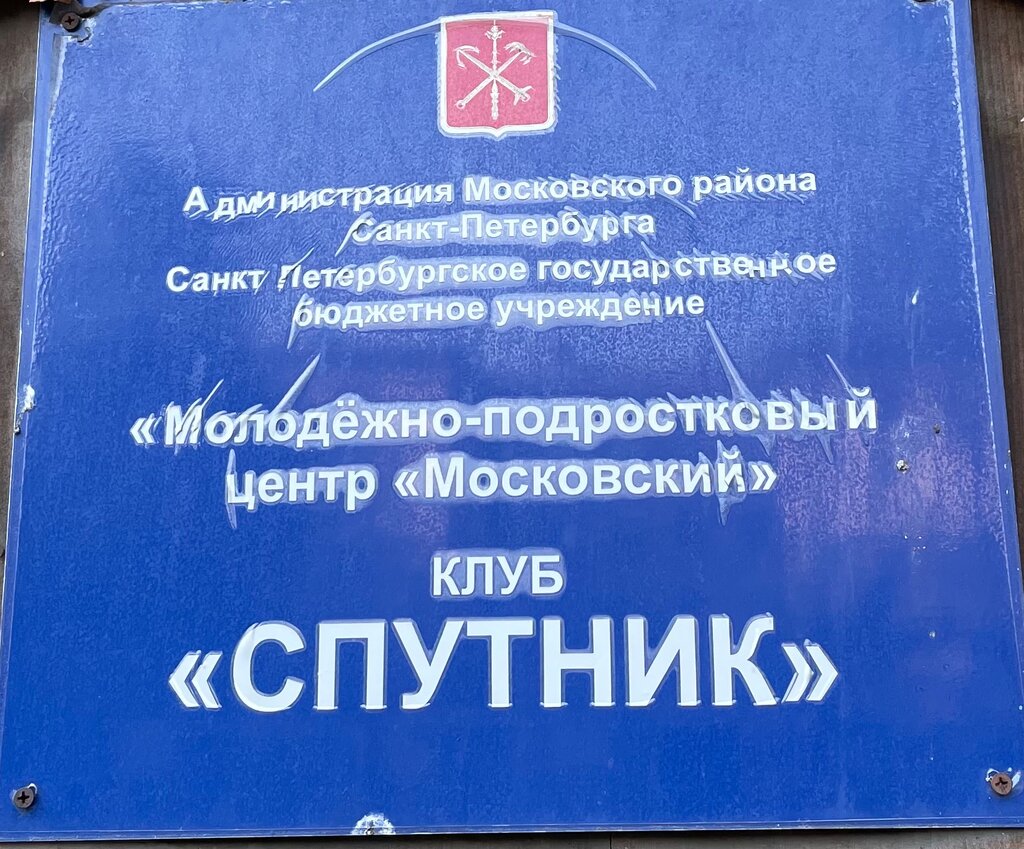 Администрация Московского района
Санкт-Петербурга
Санкт Петербургское государственное
бюджетное учреждение
«Молодёжно-подростковый
центр «Московский»
КЛУБ
«СПУТНИК»